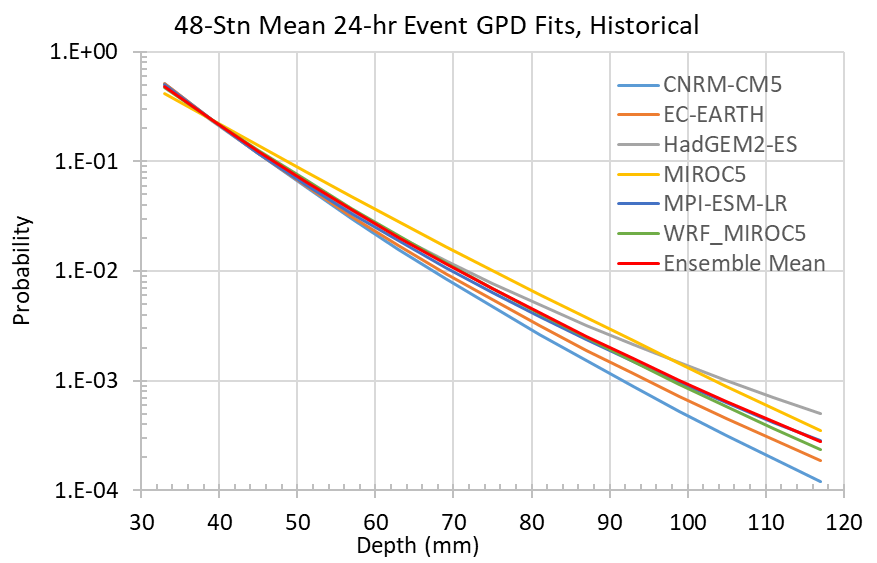 48-Stn Mean 24-hr Event GPD Fits, Historical
1.E+00
1.E-01
1.E-02
1.E-03
1.E-04
Probability
CNRM-CM5
EC-EARTH
HadGEM2-ES
MIROC5
MPI-ESM-LR
WRF_MIROC5
Ensemble Mean
30 40 50 60 70 80 90 100 110 120
Depth (mm)